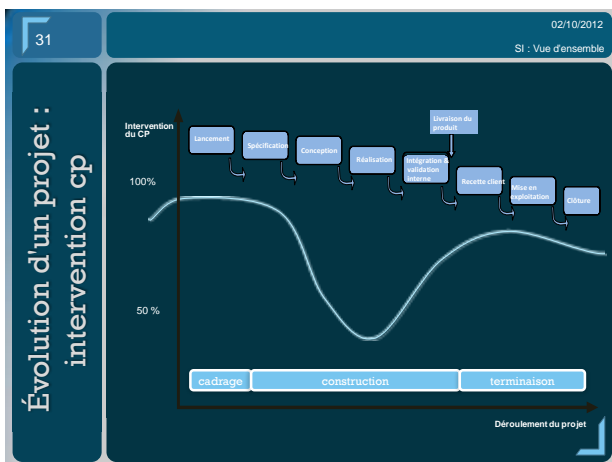 31
02/10/2012
SI : Vue d'ensemble
Évolution d'un projet :
intervention cp
Intervention
du CP
Lancement
Spécification
Conception
Réalisation
Intégration &
validation
interne
Livraison du
produit
Recette client
Mise en
exploitation
Clôture
100%
50 %
cadrage
construction
terminaison
Déroulement du projet